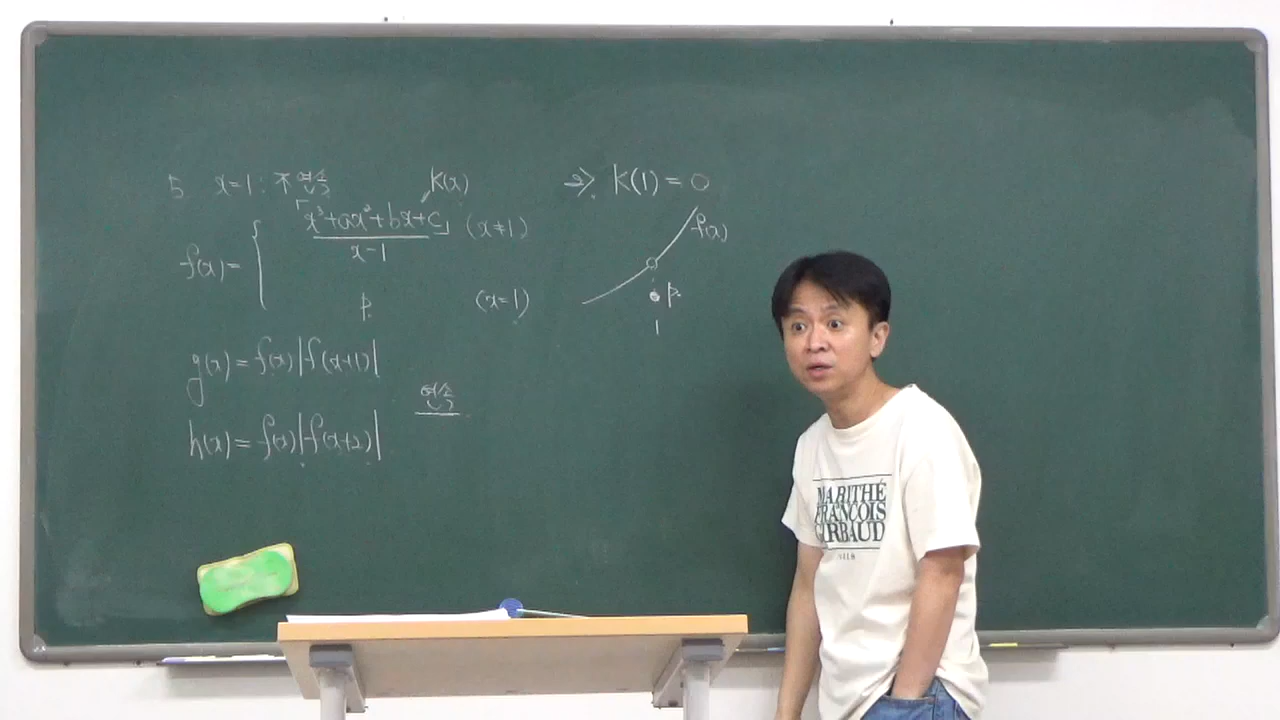 5 x=1 : 不연속
K(x)
f(x) = { x³+ax²+bx+c / x-1 (x≠1)
p. (x=1)
g(x) = f(x)|f(x+1)|
연속
h(x) = f(x)|f(x+2)|
=> K(1) = 0
f(x)
p.
1
MARITHÉ
FRANCOIS
GIRBAUD